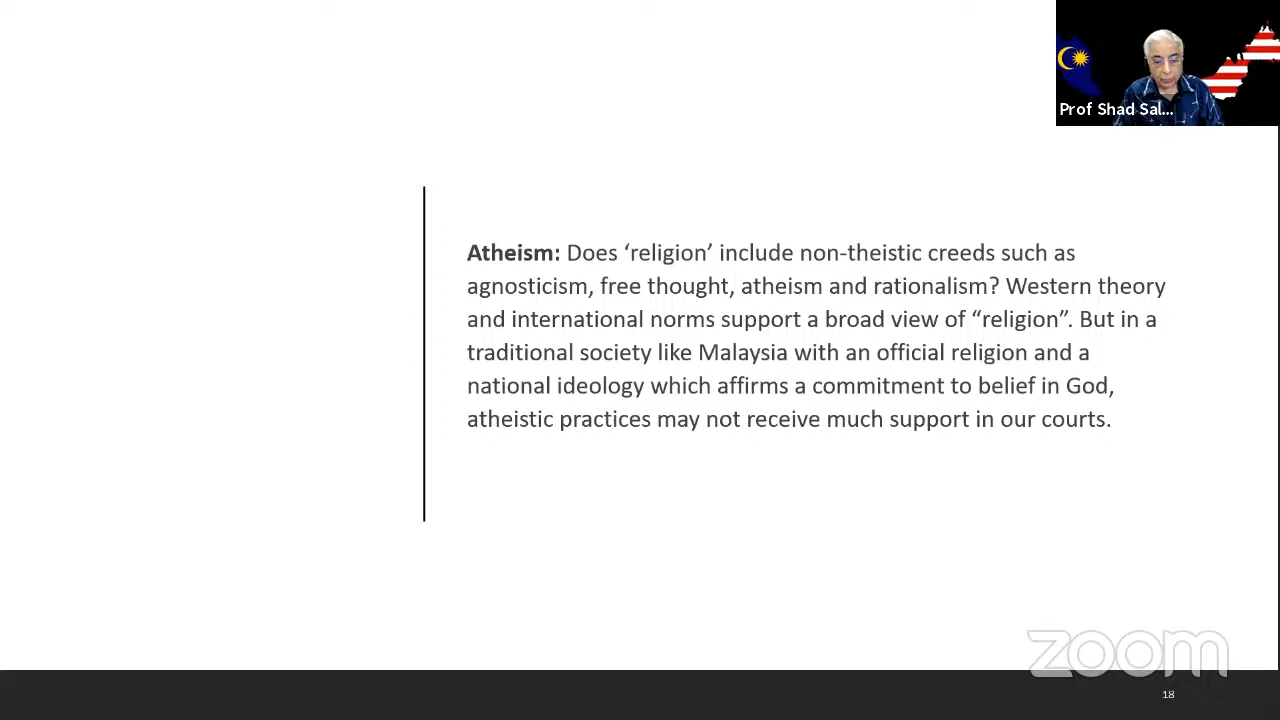 Prof Shad Sal...
Atheism: Does ‘religion’ include non-theistic creeds such as
agnosticism, free thought, atheism and rationalism? Western theory
and international norms support a broad view of “religion”. But in a
traditional society like Malaysia with an official religion and a
national ideology which affirms a commitment to belief in God,
atheistic practices may not receive much support in our courts.
zoom
18